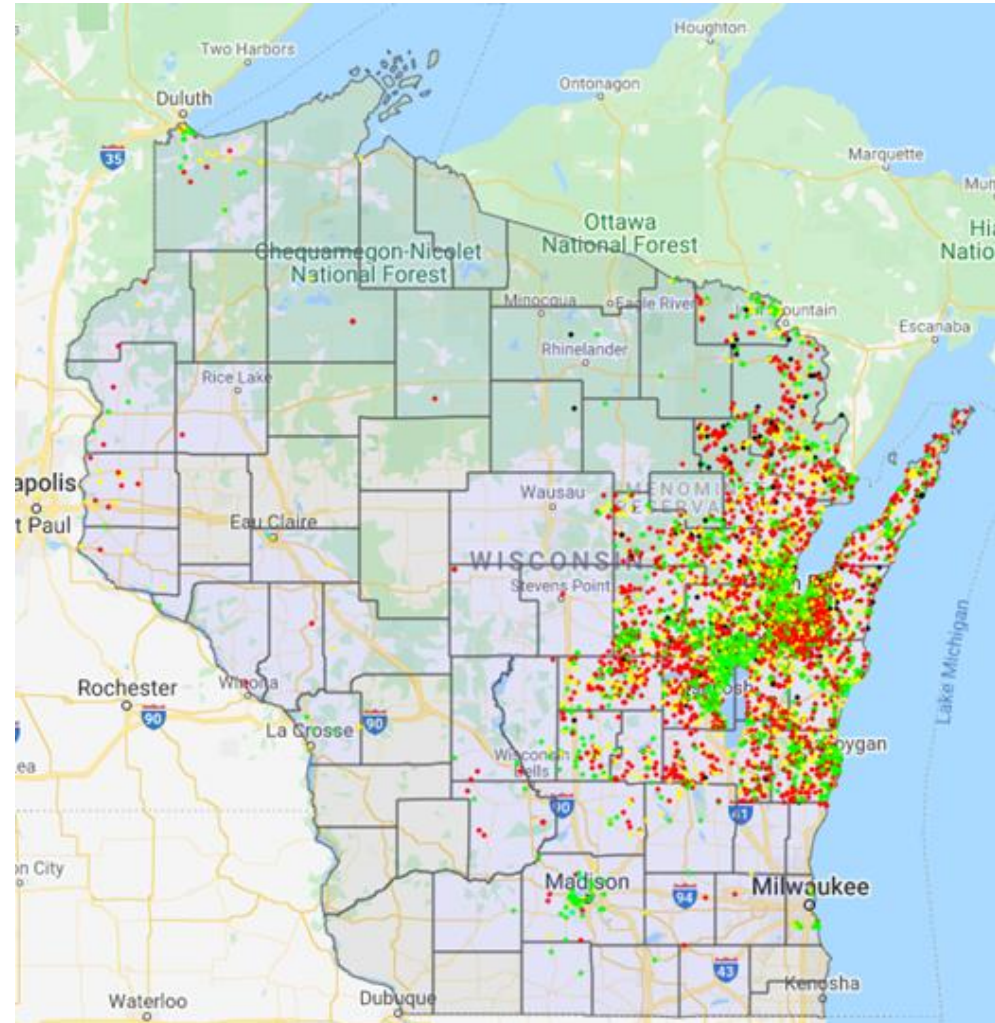 Houghton
Two Harbors
Ontonagon
Duluth
35
Marquette
Ottawa
National Forest
Chequamegon-Nicolet
National Forest
Minocqua
Eagle River
Escanaba
Rhinelander
Rice Lake
apolis
t Paul
Wausau
Eau Claire
WISCONSIN
Stevens Point
Lake Michigan
Rochester
90
Winona
La Crosse
90
oygan
Wisconsin
Dells
90
41
on City
Madison
94
Milwaukee
43
Kenosha
Waterloo
Dubuque